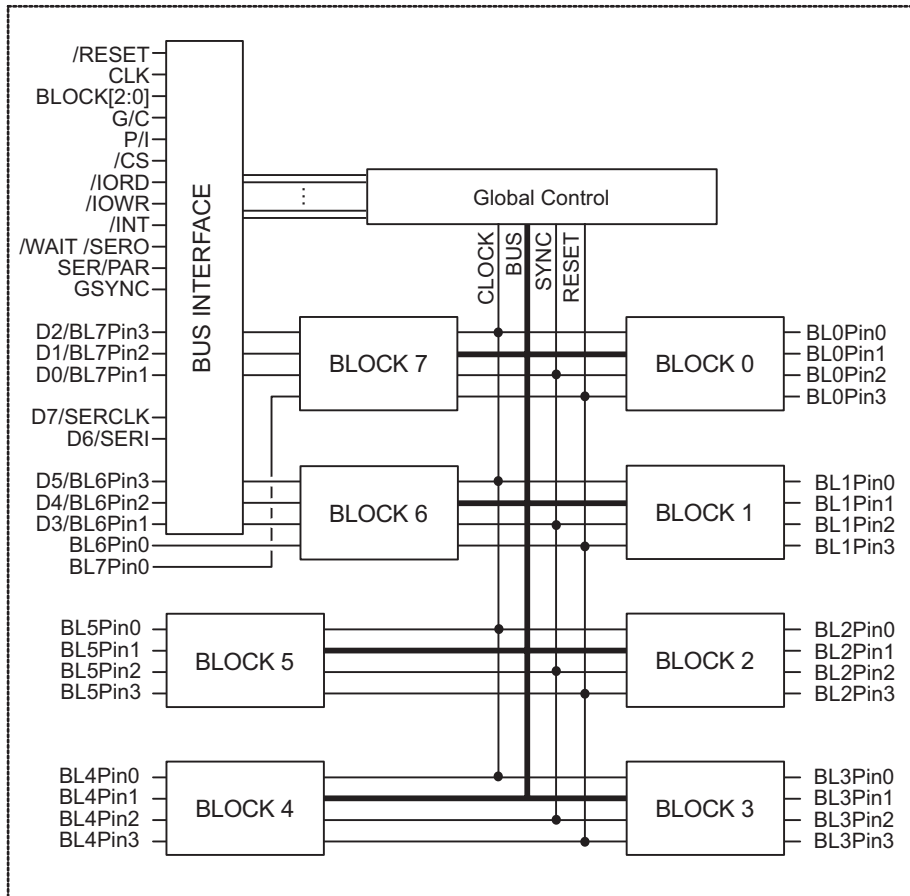 /RESET
CLK
BLOCK[2:0]
G/C
P/I
/CS
/IORD
/IOWR
/INT
/WAIT /SERO
SER/PAR
GSYNC
D2/BL7Pin3
D1/BL7Pin2
D0/BL7Pin1
D7/SERCLK
D6/SERI
D5/BL6Pin3
D4/BL6Pin2
D3/BL6Pin1
BL6Pin0
BL7Pin0
BUS INTERFACE
Global Control
CLOCK
BUS
SYNC
RESET
BLOCK 7
BLOCK 0
BL0Pin0
BL0Pin1
BL0Pin2
BL0Pin3
BLOCK 6
BLOCK 1
BL1Pin0
BL1Pin1
BL1Pin2
BL1Pin3
BL5Pin0
BL5Pin1
BL5Pin2
BL5Pin3
BLOCK 5
BLOCK 2
BL2Pin0
BL2Pin1
BL2Pin2
BL2Pin3
BL4Pin0
BL4Pin1
BL4Pin2
BL4Pin3
BLOCK 4
BLOCK 3
BL3Pin0
BL3Pin1
BL3Pin2
BL3Pin3